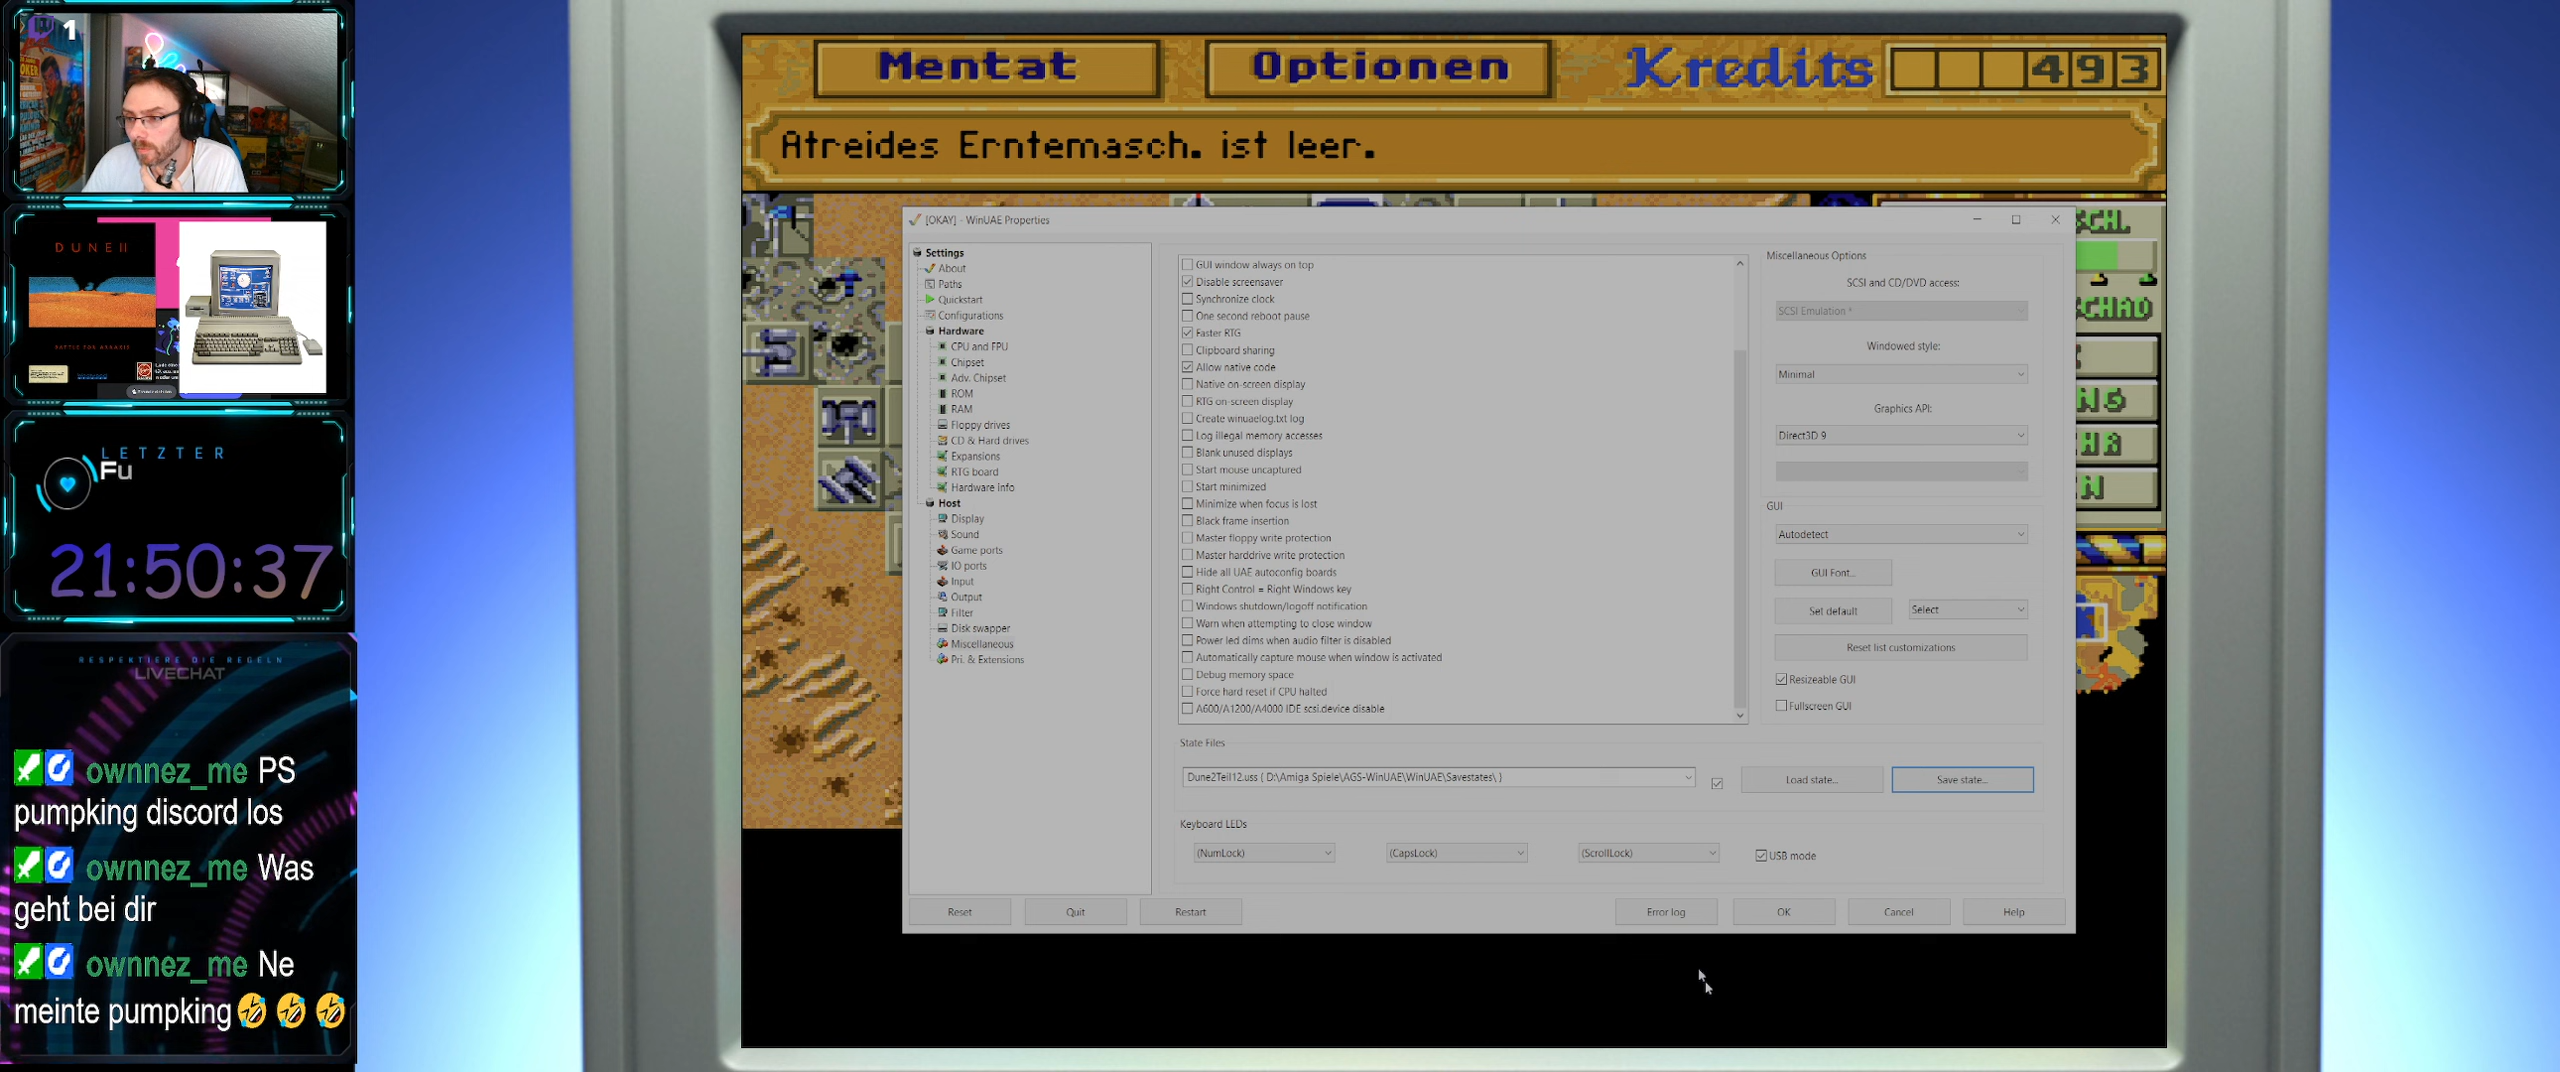 1
DUNE II
BATTLE FOR ARRAKIS
LETZTER
Fu
21:50:37
RESPEKTIERE DIE REGELN
LIVECHAT
ownnez_me PS
pumpking discord los
ownnez_me Was
geht bei dir
ownnez_me Ne
meinte pumpking🤣🤣🤣
Mentat
Optionen
Kredits
493
Atreides Erntemasch. ist leer.
[OKAY] - WinUAE Properties
Settings
About
Paths
Quickstart
Configurations
Hardware
CPU and FPU
Chipset
Adv. Chipset
ROM
RAM
Floppy drives
CD & Hard drives
Expansions
RTG board
Hardware info
Host
Display
Sound
Game ports
IO ports
Input
Output
Filter
Disk swapper
Miscellaneous
Pri. & Extensions
GUI window always on top
Disable screensaver
Synchronize clock
One second reboot pause
Faster RTG
Clipboard sharing
Allow native code
Native on-screen display
RTG on-screen display
Create winuaelog.txt log
Log illegal memory accesses
Blank unused displays
Start mouse uncaptured
Start minimized
Minimize when focus is lost
Black frame insertion
Master floppy write protection
Master harddrive write protection
Hide all UAE autoconfig boards
Right Control = Right Windows key
Windows shutdown/logoff notification
Warn when attempting to close window
Power led dims when audio filter is disabled
Automatically capture mouse when window is activated
Debug memory space
Force hard reset if CPU halted
A600/A1200/A4000 IDE scsi.device disable
Miscellaneous Options
SCSI and CD/DVD access:
SCSI Emulation *
Windowed style:
Minimal
Graphics API:
Direct3D 9
GUI
Autodetect
GUI Font...
Set default
Select
Reset list customizations
Resizeable GUI
Fullscreen GUI
State Files
Dune2Teil12.uss ( D:\Amiga Spiele\AGS-WinUAE\WinUAE\Savestates\ )
Load state...
Save state...
Keyboard LEDs
(NumLock)
(CapsLock)
(ScrollLock)
USB mode
Reset
Quit
Restart
Error log
OK
Cancel
Help